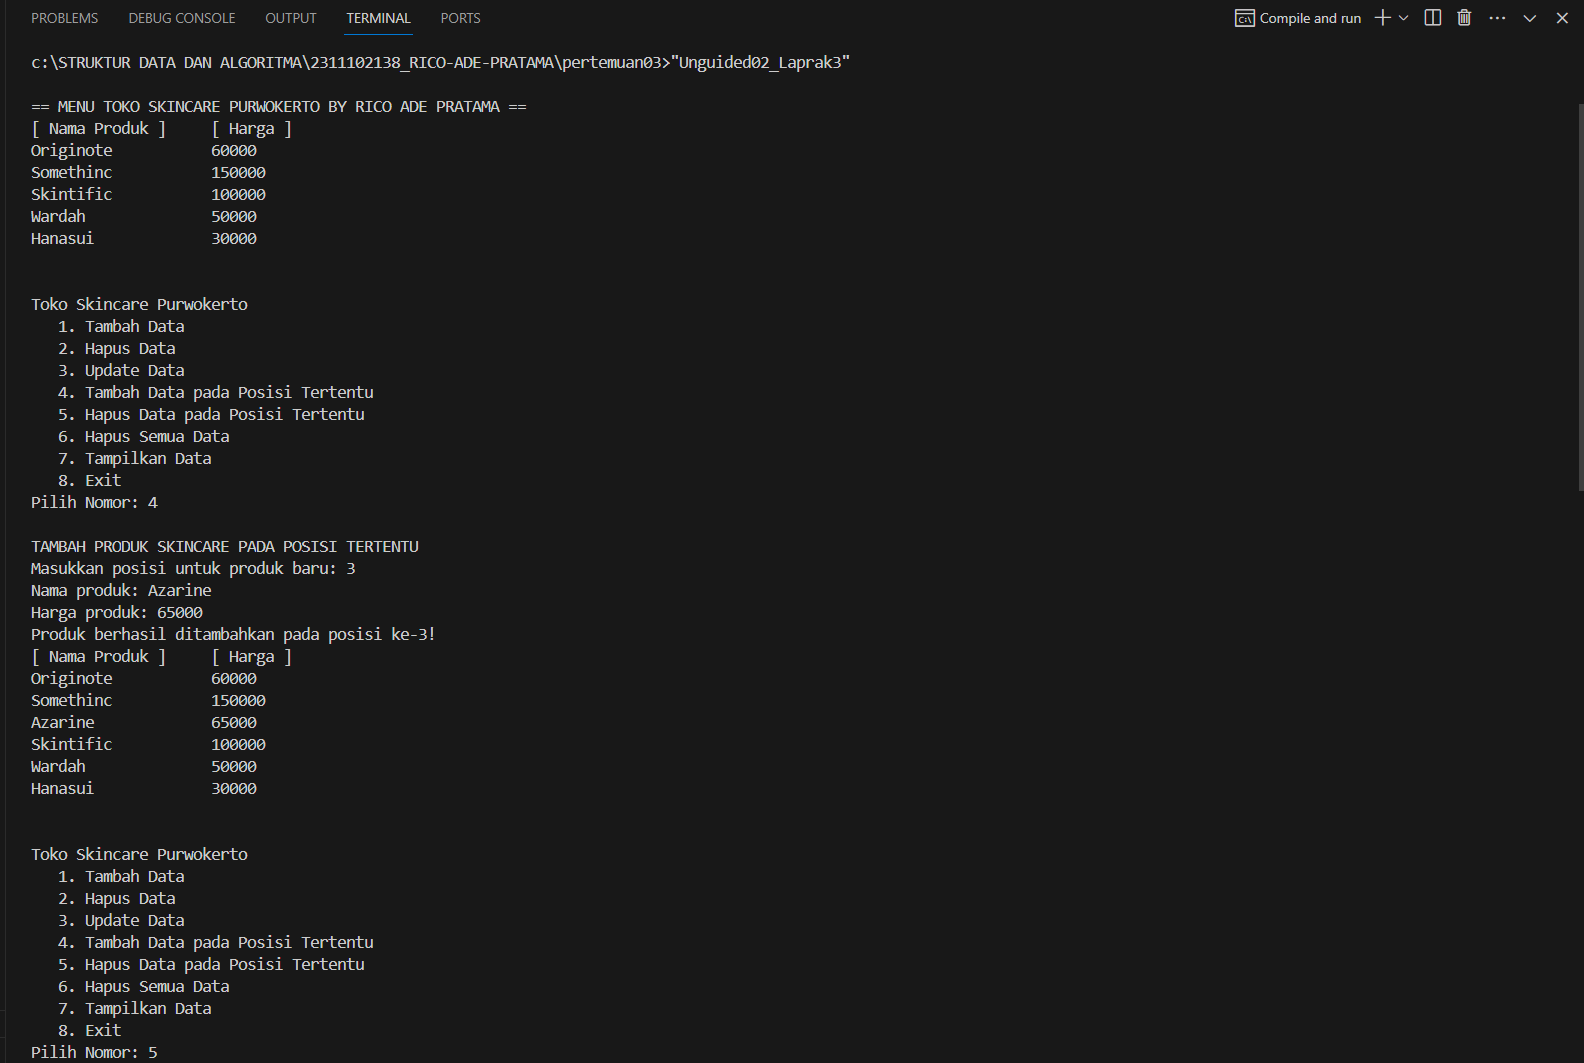 PROBLEMS DEBUG CONSOLE OUTPUT TERMINAL PORTS Compile and run
c:\STRUKTUR DATA DAN ALGORITMA\2311102138_RICO-ADE-PRATAMA\pertemuan03>"Unguided02_Laprak3"
== MENU TOKO SKINCARE PURWOKERTO BY RICO ADE PRATAMA ==
[ Nama Produk ] [ Harga ]
Originote 60000
Somethinc 150000
Skintific 100000
Wardah 50000
Hanasui 30000
Toko Skincare Purwokerto
1. Tambah Data
2. Hapus Data
3. Update Data
4. Tambah Data pada Posisi Tertentu
5. Hapus Data pada Posisi Tertentu
6. Hapus Semua Data
7. Tampilkan Data
8. Exit
Pilih Nomor: 4
TAMBAH PRODUK SKINCARE PADA POSISI TERTENTU
Masukkan posisi untuk produk baru: 3
Nama produk: Azarine
Harga produk: 65000
Produk berhasil ditambahkan pada posisi ke-3!
[ Nama Produk ] [ Harga ]
Originote 60000
Somethinc 150000
Azarine 65000
Skintific 100000
Wardah 50000
Hanasui 30000
Toko Skincare Purwokerto
1. Tambah Data
2. Hapus Data
3. Update Data
4. Tambah Data pada Posisi Tertentu
5. Hapus Data pada Posisi Tertentu
6. Hapus Semua Data
7. Tampilkan Data
8. Exit
Pilih Nomor: 5